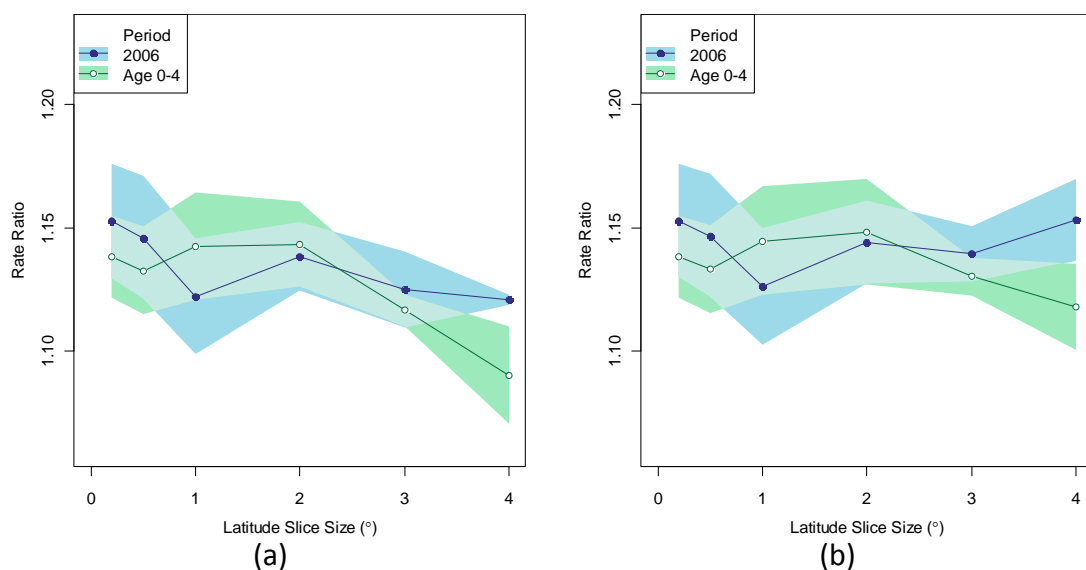 Period
2006
Age 0-4
1.20
1.15
1.10
Rate Ratio
0 1 2 3 4
Latitude Slice Size (°)
(a)
Period
2006
Age 0-4
1.20
1.15
1.10
Rate Ratio
0 1 2 3 4
Latitude Slice Size (°)
(b)